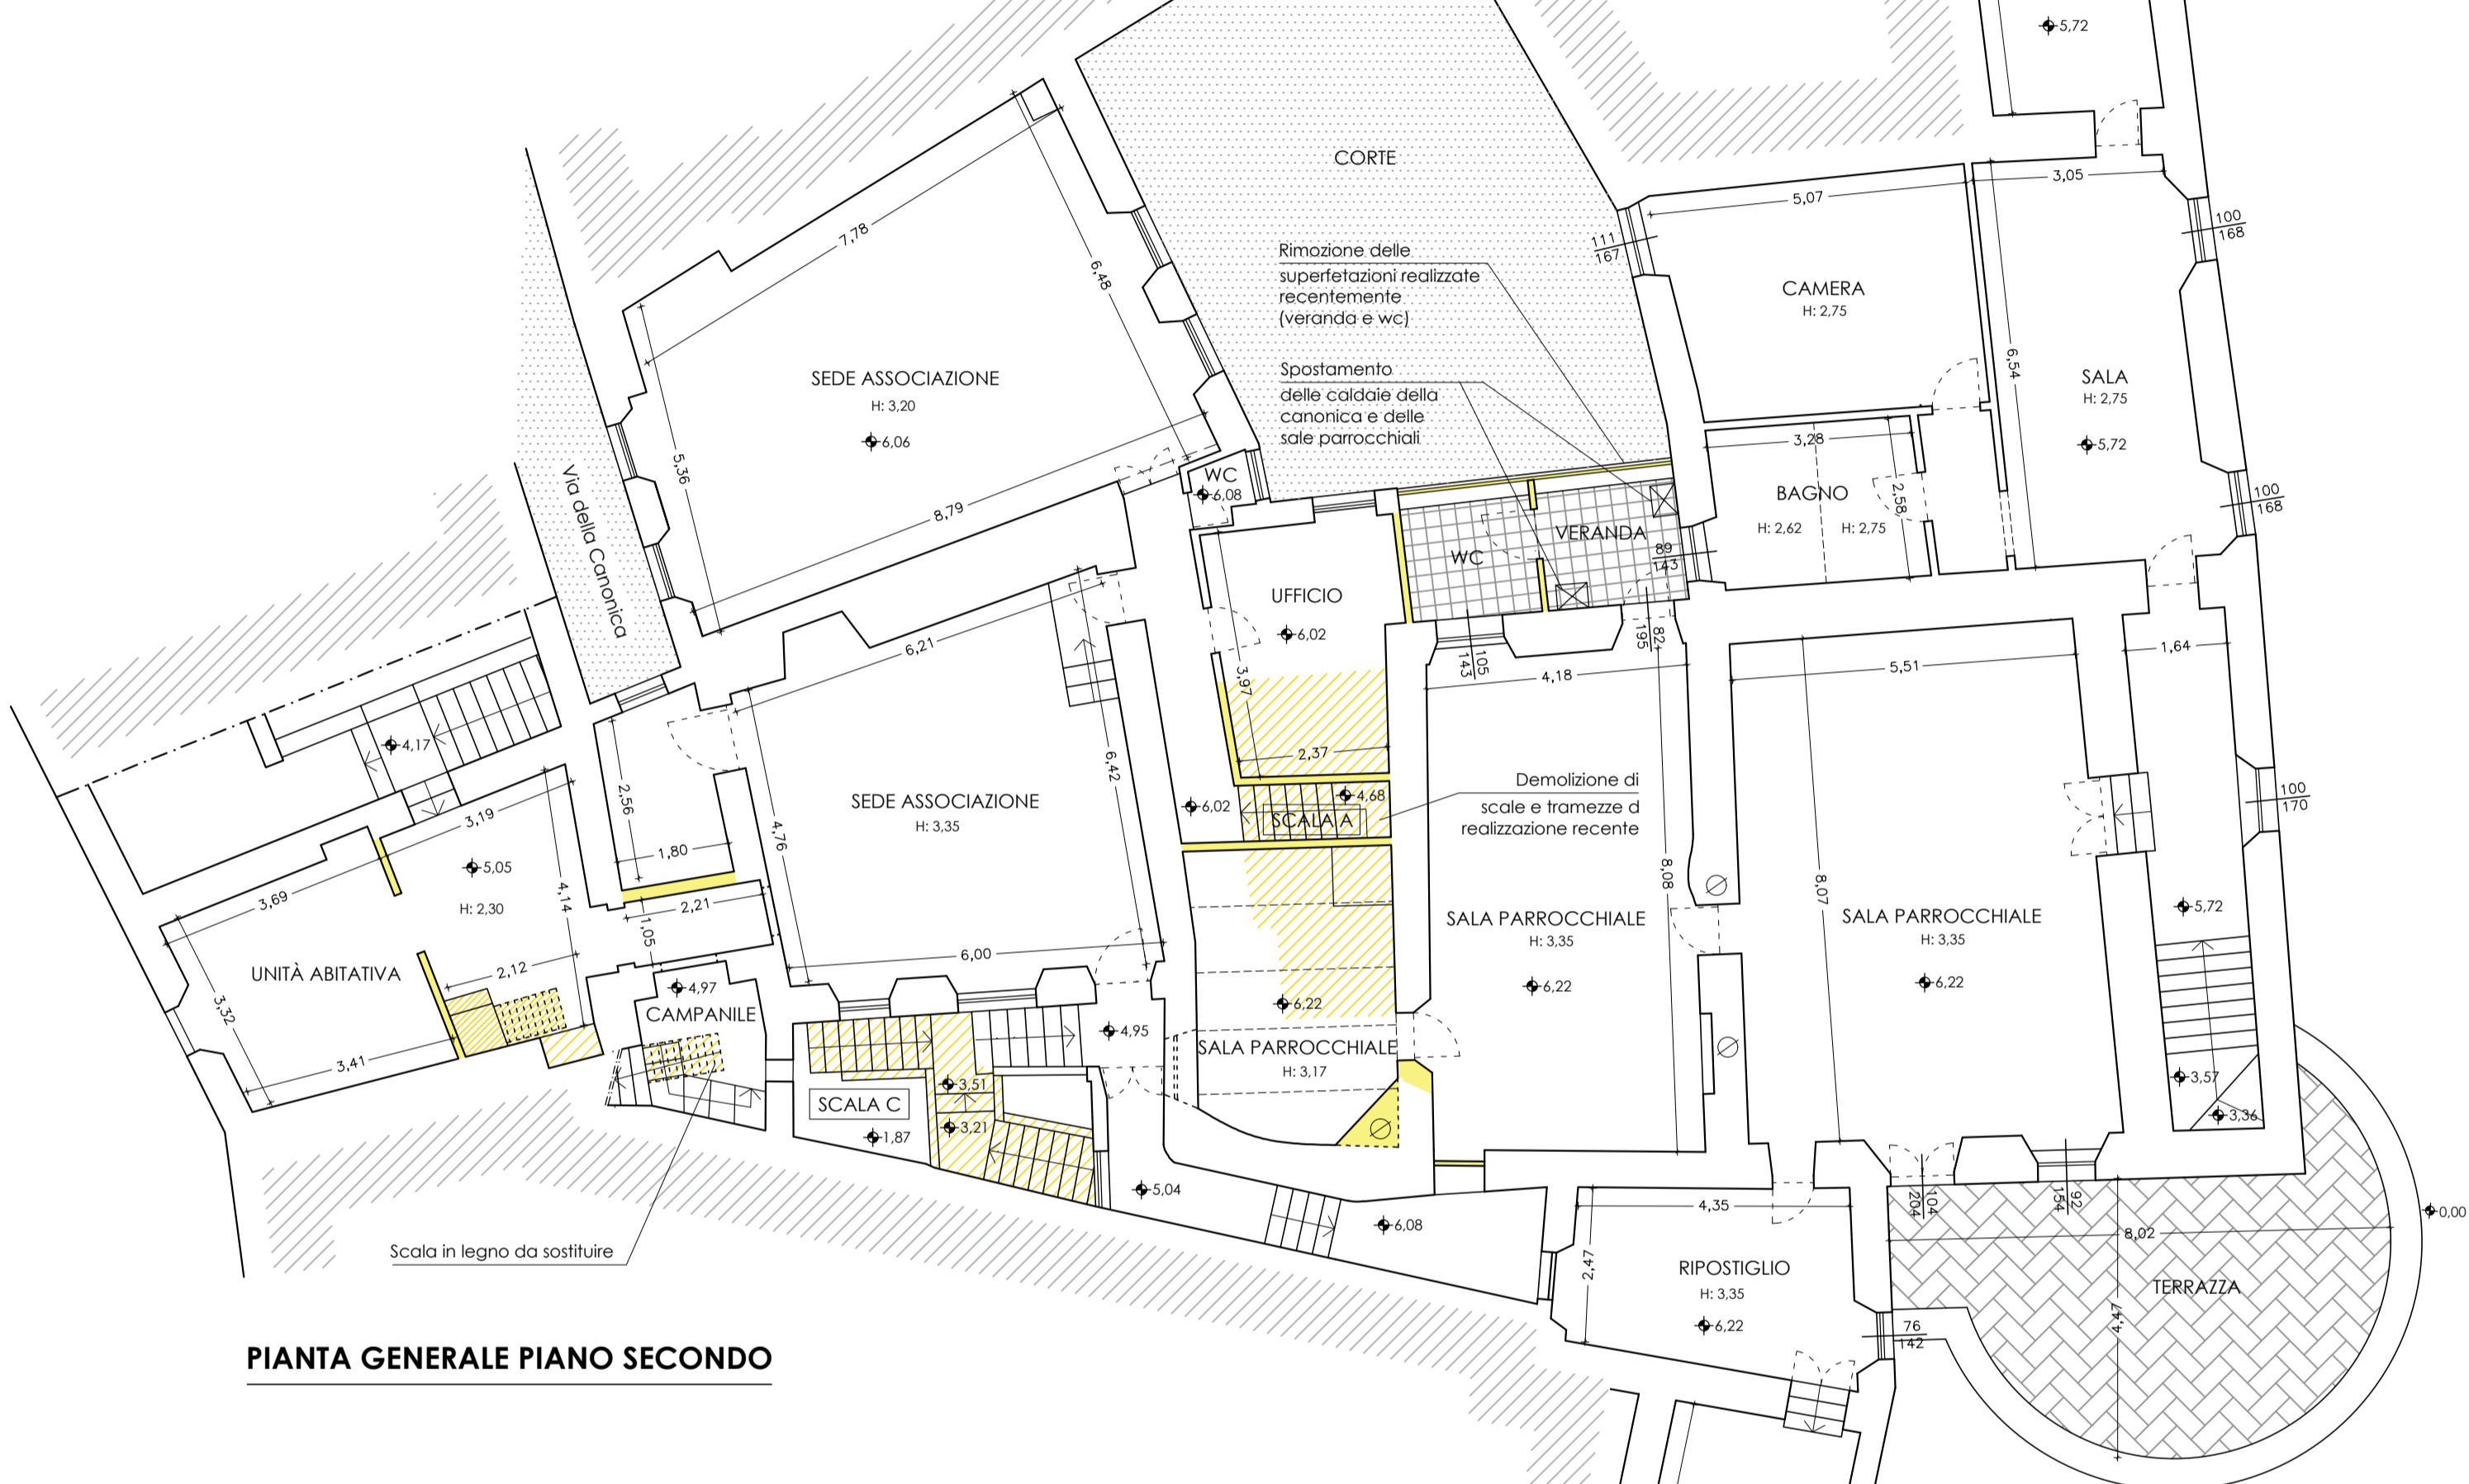 5,72
CORTE
3,05
5,07
7,78
100
168
111
167
Rimozione delle
superfetazioni realizzate
recentemente
(veranda e wc)
6,48
CAMERA
H: 2,75
6,54
SALA
H: 2,75
5,72
SEDE ASSOCIAZIONE
H: 3,20
6,06
Spostamento
delle caldaie della
canonica e delle
sale parrocchiali
3,28
5,36
Via della Canonica
8,79
WC
6,08
BAGNO
H: 2,62
H: 2,75
2,58
100
168
WC
VERANDA
89
143
UFFICIO
6,02
3,97
2,37
105
143
82
195
4,18
5,51
1,64
6,21
4,17
2,56
1,80
4,76
6,42
SEDE ASSOCIAZIONE
H: 3,35
6,02
4,68
SCALA A
Demolizione di
scale e tramezze d
realizzazione recente
100
170
3,19
3,69
5,05
H: 2,30
4,14
2,21
1,05
8,08
8,07
SALA PARROCCHIALE
H: 3,35
6,22
SALA PARROCCHIALE
H: 3,35
6,22
5,72
UNITÀ ABITATIVA
2,12
3,32
3,41
6,00
4,97
CAMPANILE
4,95
6,22
SALA PARROCCHIALE
H: 3,17
3,51
SCALA C
1,87
3,21
3,57
3,36
5,04
6,08
4,35
2,47
RIPOSTIGLIO
H: 3,35
6,22
104
204
92
154
8,02
0,00
TERRAZZA
4,47
76
142
Scala in legno da sostituire
PIANTA GENERALE PIANO SECONDO